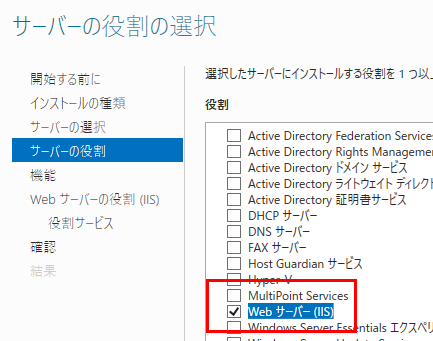 サーバーの役割の選択
開始する前に
インストールの種類
サーバーの選択
サーバーの役割
機能
Web サーバーの役割 (IIS)
役割サービス
確認
結果
選択したサーバーにインストールする役割を 1 つ以
役割
Active Directory Federation Services
Active Directory Rights Managemen
Active Directory ドメイン サービス
Active Directory ライトウェイト ディレクト
Active Directory 証明書サービス
DHCP サーバー
DNS サーバー
FAX サーバー
Host Guardian サービス
Hyper-V
MultiPoint Services
Web サーバー (IIS)
Windows Server Essentials エクスペリ